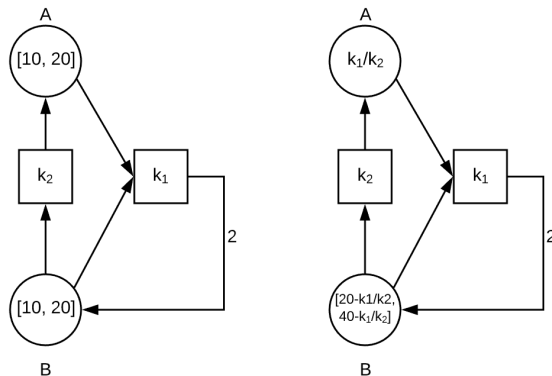 A
[10, 20]
k₂
k₁
2
[10, 20]
B
A
k₁/k₂
k₂
k₁
2
[20-k1/k2,
40-k₁/k₂]
B